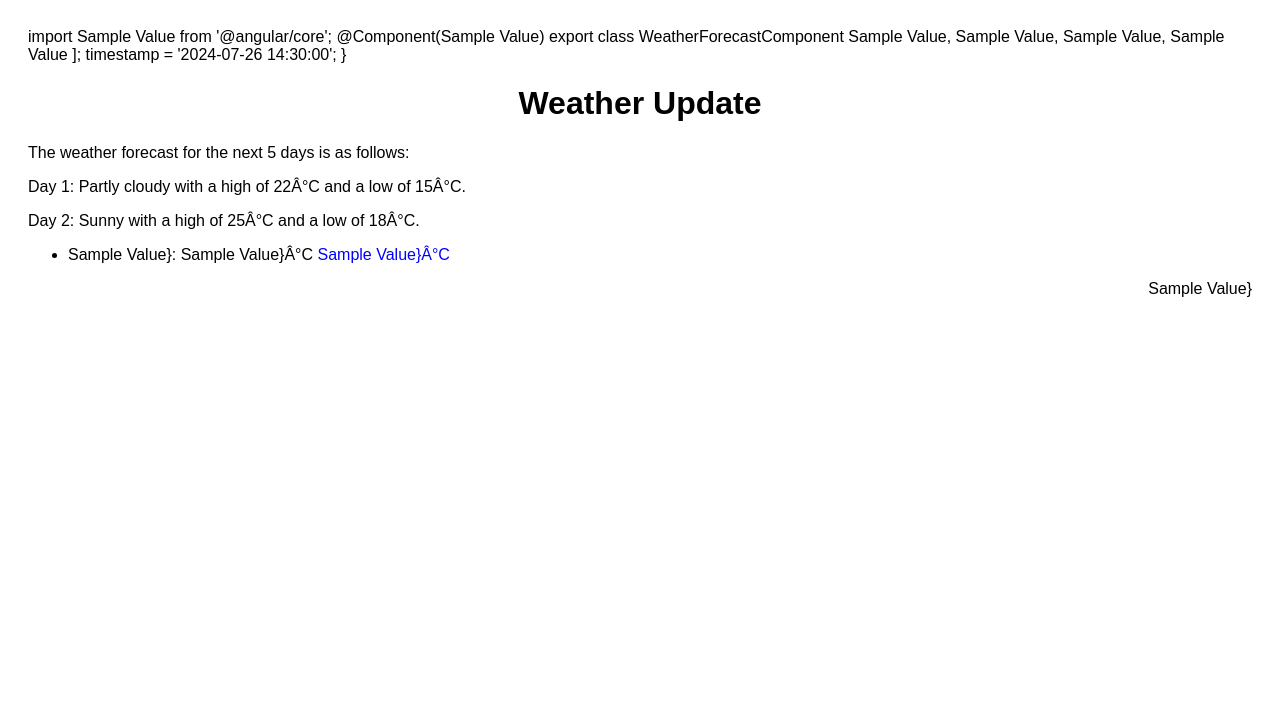 import Sample Value from '@angular/core'; @Component(Sample Value) export class WeatherForecastComponent Sample Value, Sample Value, Sample Value, Sample
Value ]; timestamp = '2024-07-26 14:30:00'; }
Weather Update
The weather forecast for the next 5 days is as follows:
Day 1: Partly cloudy with a high of 22Â°C and a low of 15Â°C.
Day 2: Sunny with a high of 25Â°C and a low of 18Â°C.
• Sample Value}: Sample Value}Â°C Sample Value}Â°C
Sample Value}